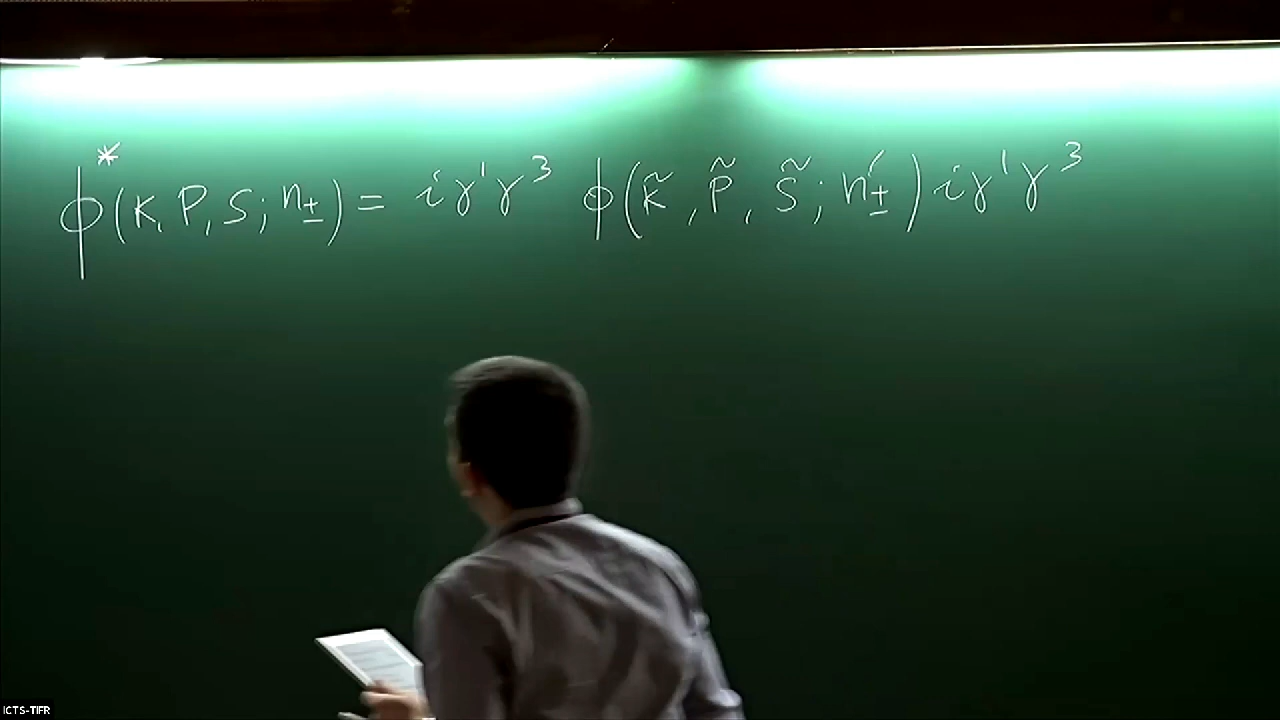 ϕ*(k, P, S; n±) = iγ¹γ³ ϕ(k̃, P̃, S̃; n′±) iγ¹γ³
ICTS-TIFR